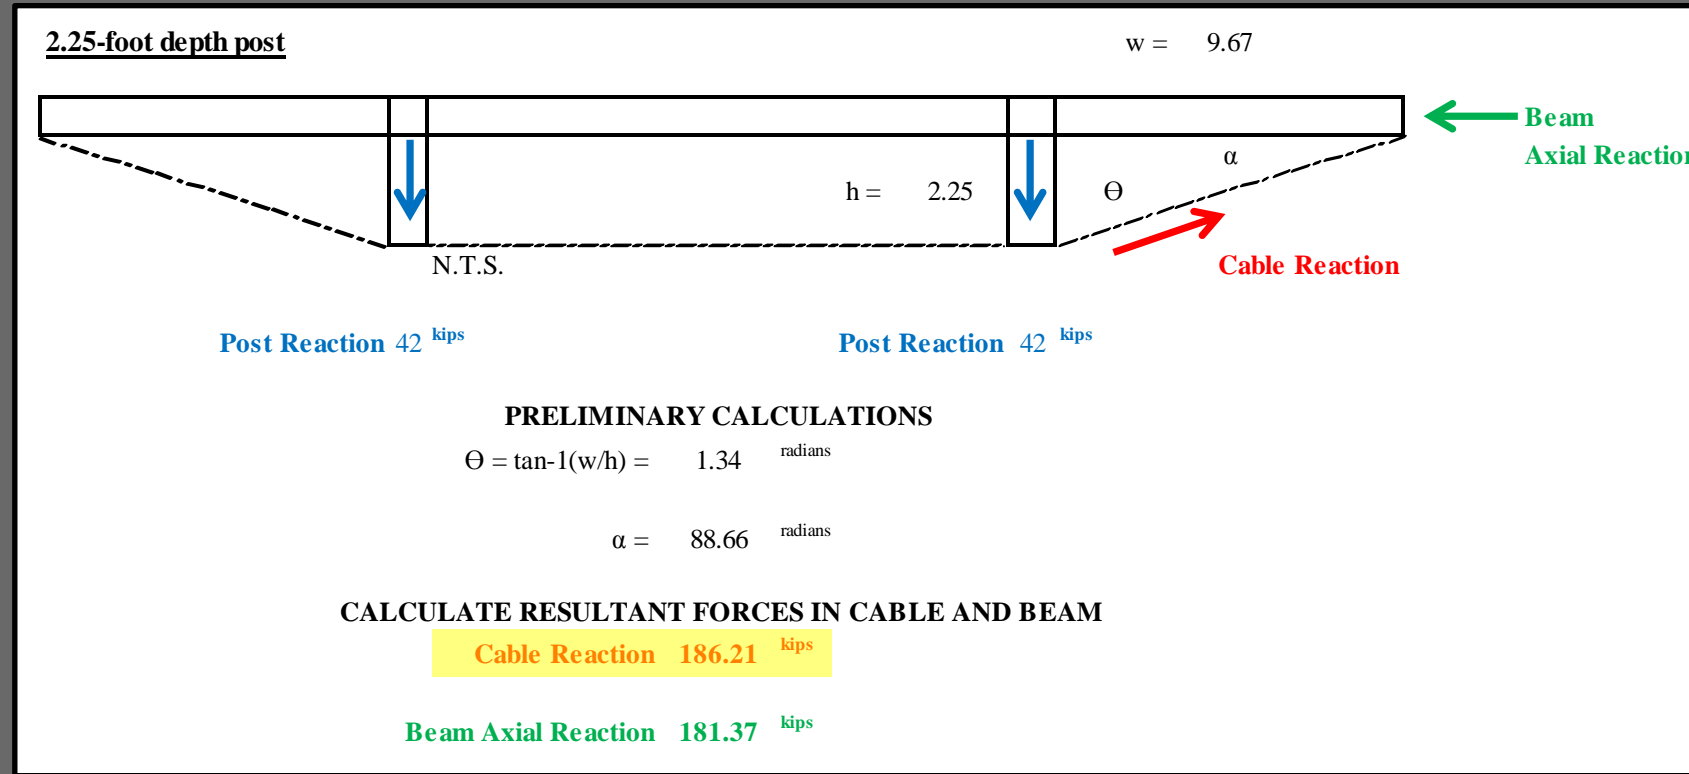 2.25-foot depth post
w = 9.67
Beam
Axial Reaction
α
h = 2.25
Θ
N.T.S.
Cable Reaction
Post Reaction 42 kips
Post Reaction 42 kips
PRELIMINARY CALCULATIONS
Θ = tan-1(w/h) = 1.34 radians
α = 88.66 radians
CALCULATE RESULTANT FORCES IN CABLE AND BEAM
Cable Reaction 186.21 kips
Beam Axial Reaction 181.37 kips